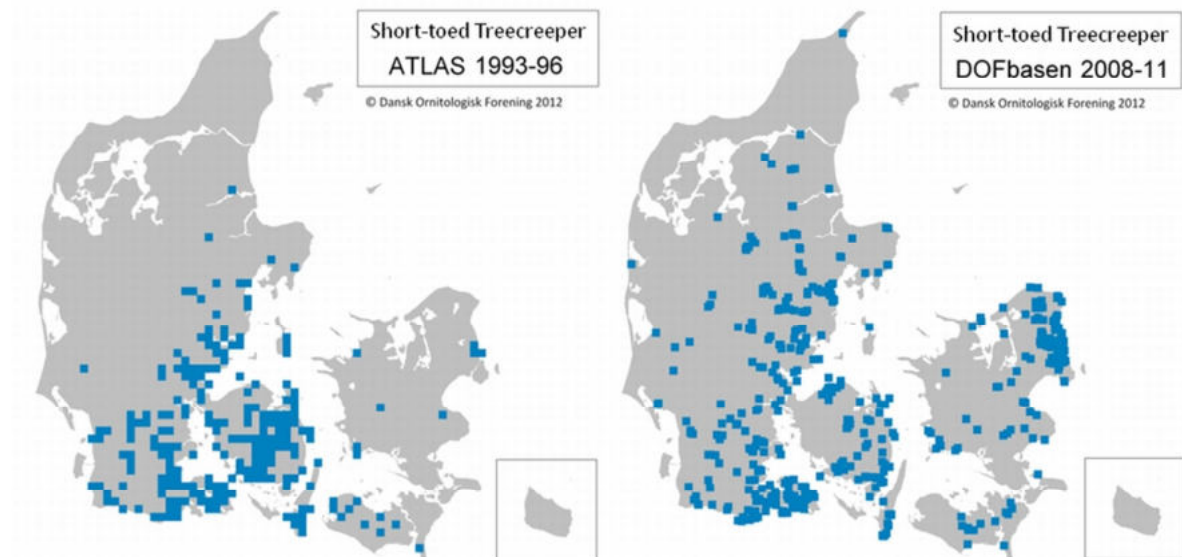 Short-toed Treecreeper
ATLAS 1993-96
© Dansk Ornitologisk Forening 2012
Short-toed Treecreeper
DOFbasen 2008-11
© Dansk Ornitologisk Forening 2012